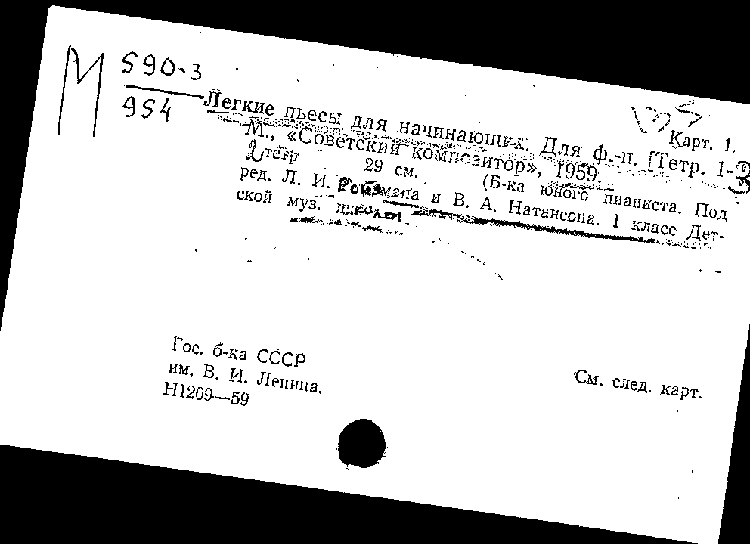 М 590-3
954
Карт. 1.
Легкие пьесы для начинающих. Для ф.-п. [Тетр. 1-3
М., «Советский композитор», 1959.
2 тетр 29 см. (Б-ка юного пианиста. Под
ред. Л. И. Ройзмана и В. А. Натансона. 1 класс Дет-
ской муз. школы.
Гос. б-ка СССР
им. В. И. Ленина.
Н1209—59
См. след. карт.